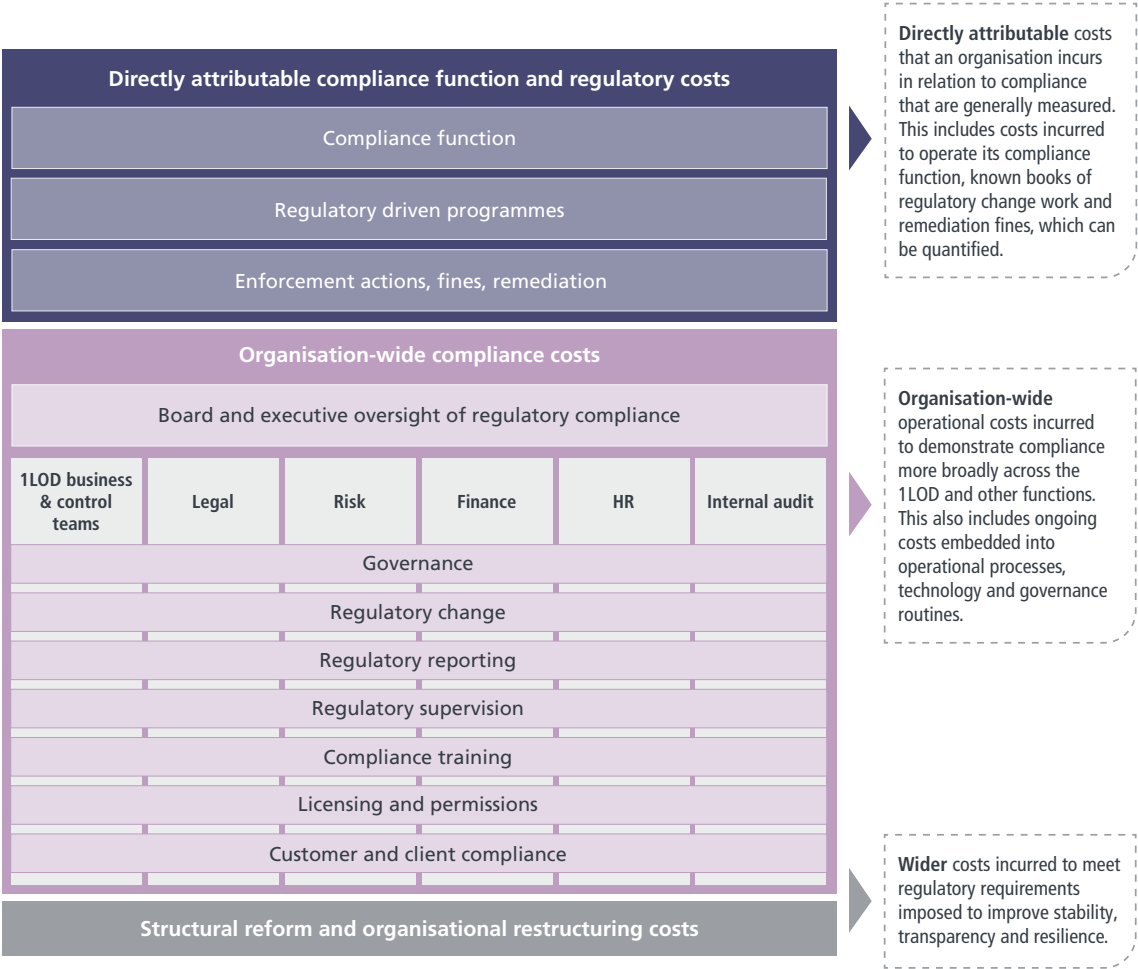 Directly attributable compliance function and regulatory costs
Compliance function
Regulatory driven programmes
Enforcement actions, fines, remediation
Directly attributable costs
that an organisation incurs
in relation to compliance
that are generally measured.
This includes costs incurred
to operate its compliance
function, known books of
regulatory change work and
remediation fines, which can
be quantified.
Organisation-wide compliance costs
Board and executive oversight of regulatory compliance
1LOD business
& control
teams
Legal
Risk
Finance
HR
Internal audit
Governance
Regulatory change
Regulatory reporting
Regulatory supervision
Compliance training
Licensing and permissions
Customer and client compliance
Organisation-wide
operational costs incurred
to demonstrate compliance
more broadly across the
1LOD and other functions.
This also includes ongoing
costs embedded into
operational processes,
technology and governance
routines.
Structural reform and organisational restructuring costs
Wider costs incurred to meet
regulatory requirements
imposed to improve stability,
transparency and resilience.